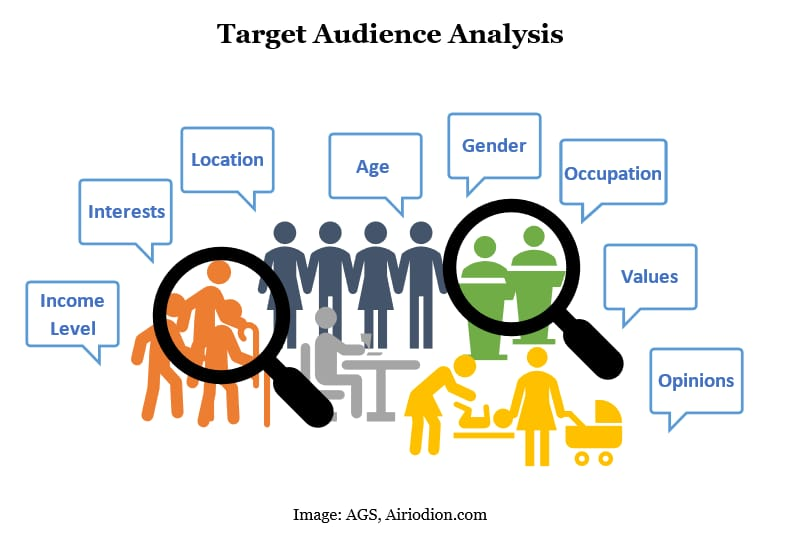 Target Audience Analysis
Location
Age
Gender
Occupation
Interests
Values
Income
Level
Opinions
Image: AGS, Airiodion.com